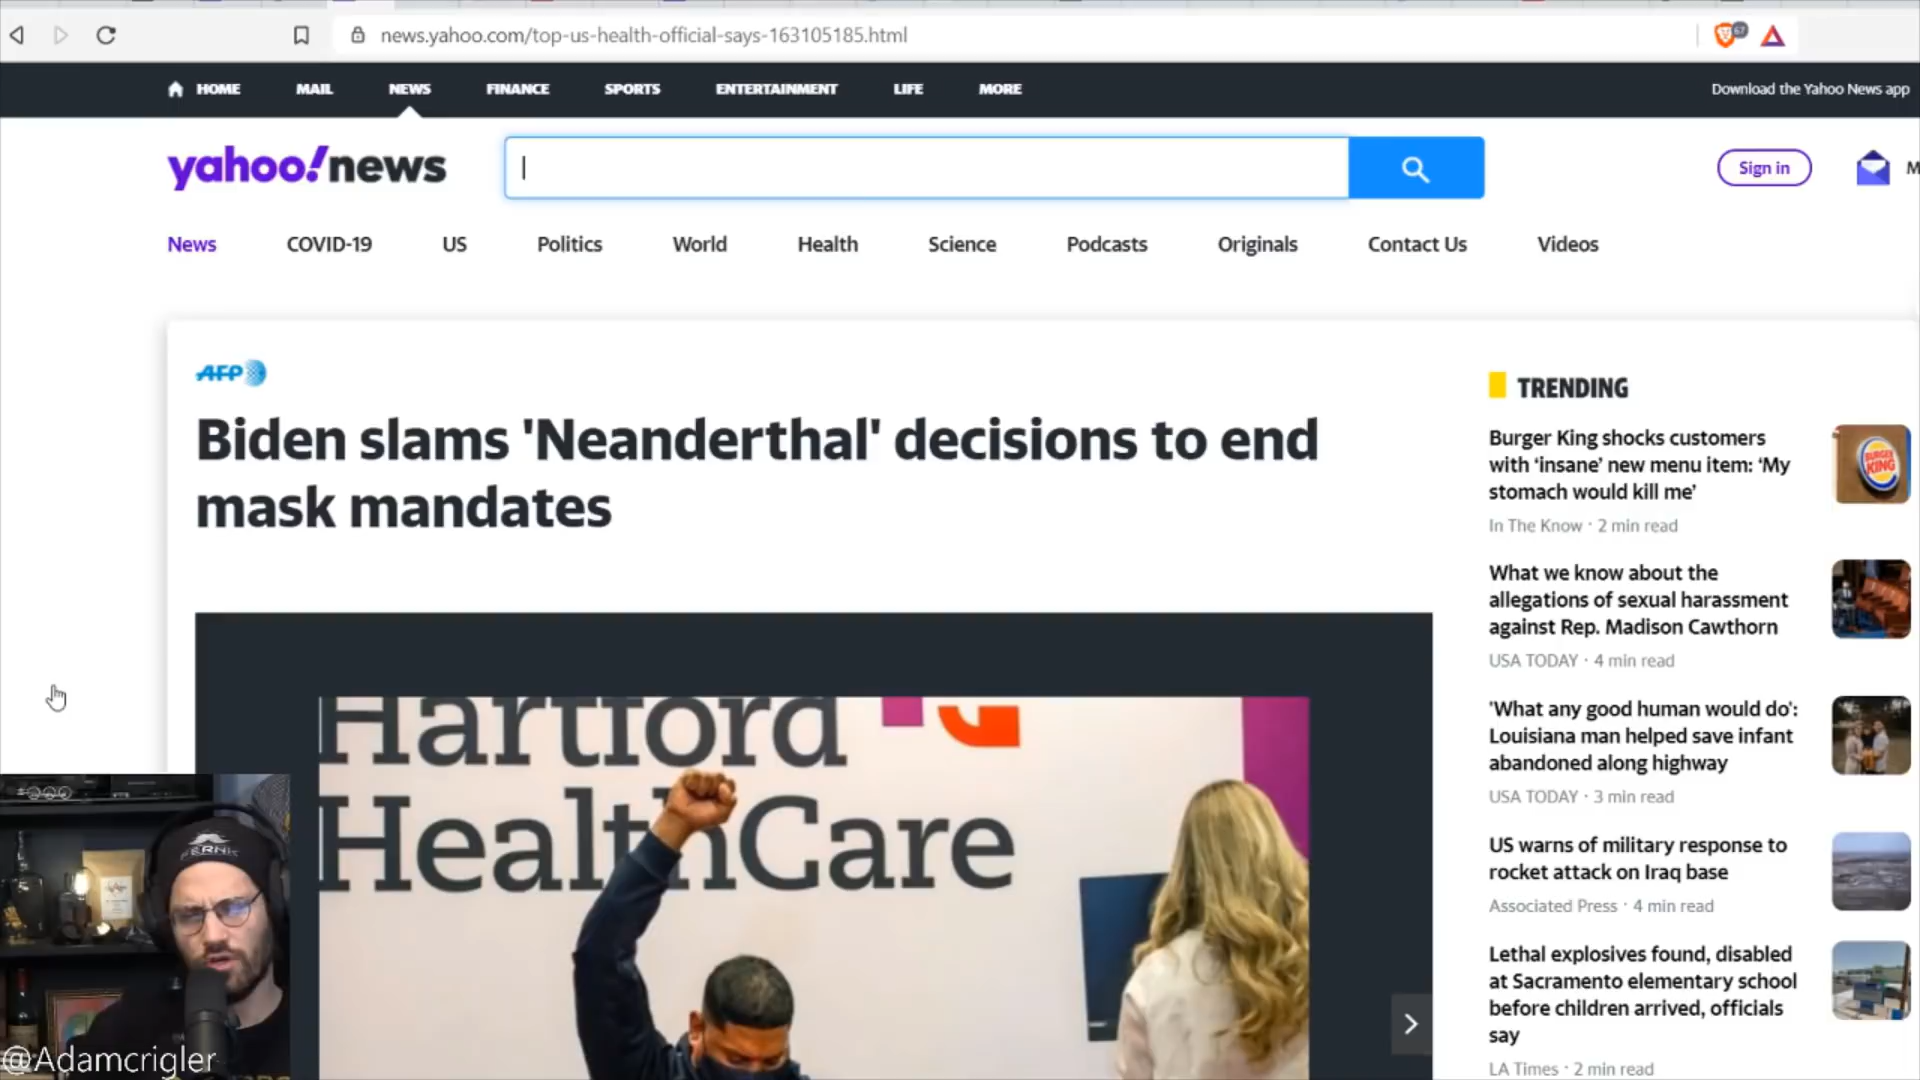 news.yahoo.com/top-us-health-official-says-163105185.html
67
HOME MAIL NEWS FINANCE SPORTS ENTERTAINMENT LIFE MORE Download the Yahoo News app
yahoo!news
Sign in
M
News COVID-19 US Politics World Health Science Podcasts Originals Contact Us Videos
AFP
Biden slams 'Neanderthal' decisions to end
mask mandates
Hartford
HealthCare
TRENDING
Burger King shocks customers
with ‘insane’ new menu item: ‘My
stomach would kill me’
In The Know · 2 min read
BURGER
KING
What we know about the
allegations of sexual harassment
against Rep. Madison Cawthorn
USA TODAY · 4 min read
'What any good human would do':
Louisiana man helped save infant
abandoned along highway
USA TODAY · 3 min read
US warns of military response to
rocket attack on Iraq base
Associated Press · 4 min read
Lethal explosives found, disabled
at Sacramento elementary school
before children arrived, officials
say
LA Times · 2 min read
@Adamcrigler